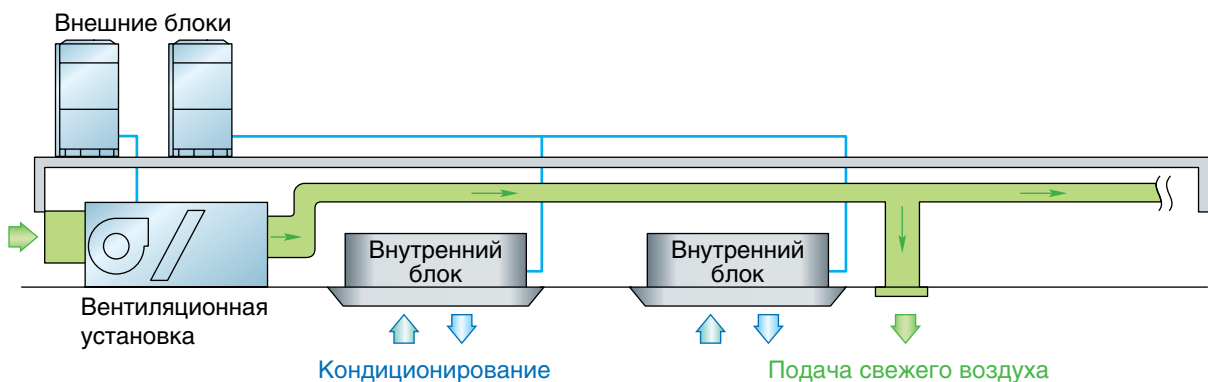 Внешние блоки
Внутренний
блок
Внутренний
блок
Вентиляционная
установка
Кондиционирование
Подача свежего воздуха